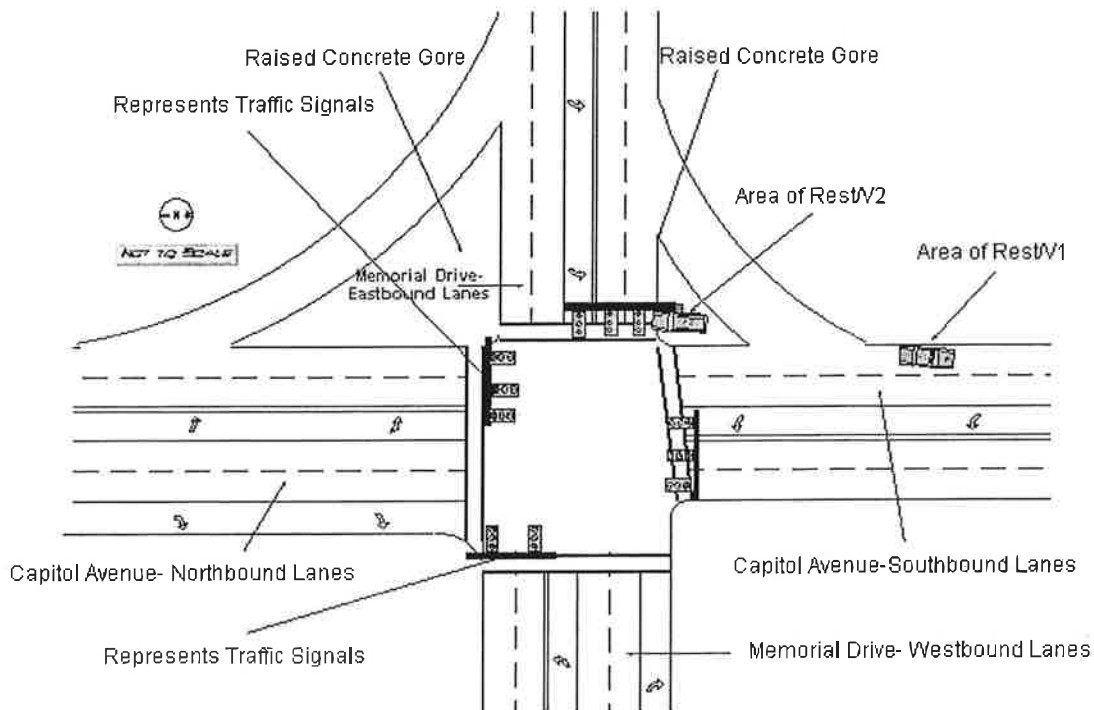 Raised Concrete Gore
Raised Concrete Gore
Represents Traffic Signals
Area of Rest/V2
NOT TO SCALE
Area of Rest/V1
Memorial Drive-
Eastbound Lanes
Capitol Avenue- Northbound Lanes
Capitol Avenue-Southbound Lanes
Represents Traffic Signals
Memorial Drive- Westbound Lanes